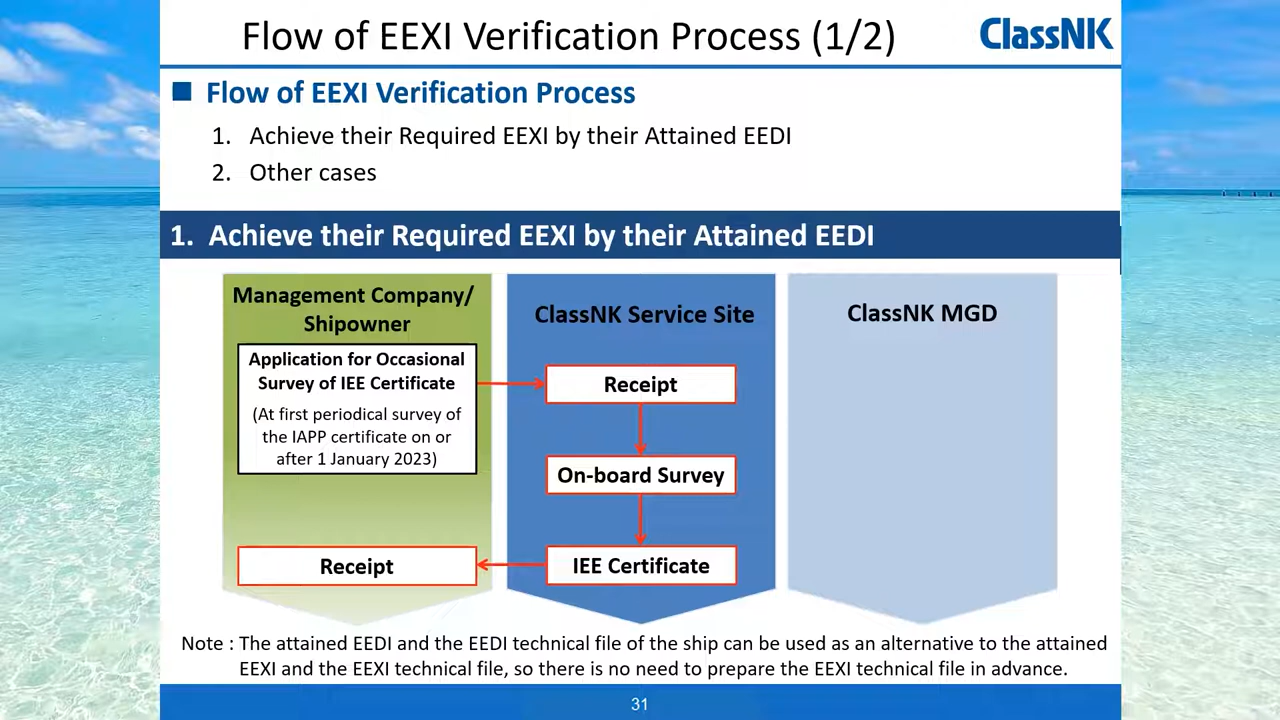 Flow of EEXI Verification Process (1/2)
ClassNK
Flow of EEXI Verification Process
1. Achieve their Required EEXI by their Attained EEDI
2. Other cases
1. Achieve their Required EEXI by their Attained EEDI
Management Company/
Shipowner
Application for Occasional
Survey of IEE Certificate
(At first periodical survey of
the IAPP certificate on or
after 1 January 2023)
Receipt
ClassNK Service Site
Receipt
On-board Survey
IEE Certificate
ClassNK MGD
Note : The attained EEDI and the EEDI technical file of the ship can be used as an alternative to the attained
EEXI and the EEXI technical file, so there is no need to prepare the EEXI technical file in advance.
31